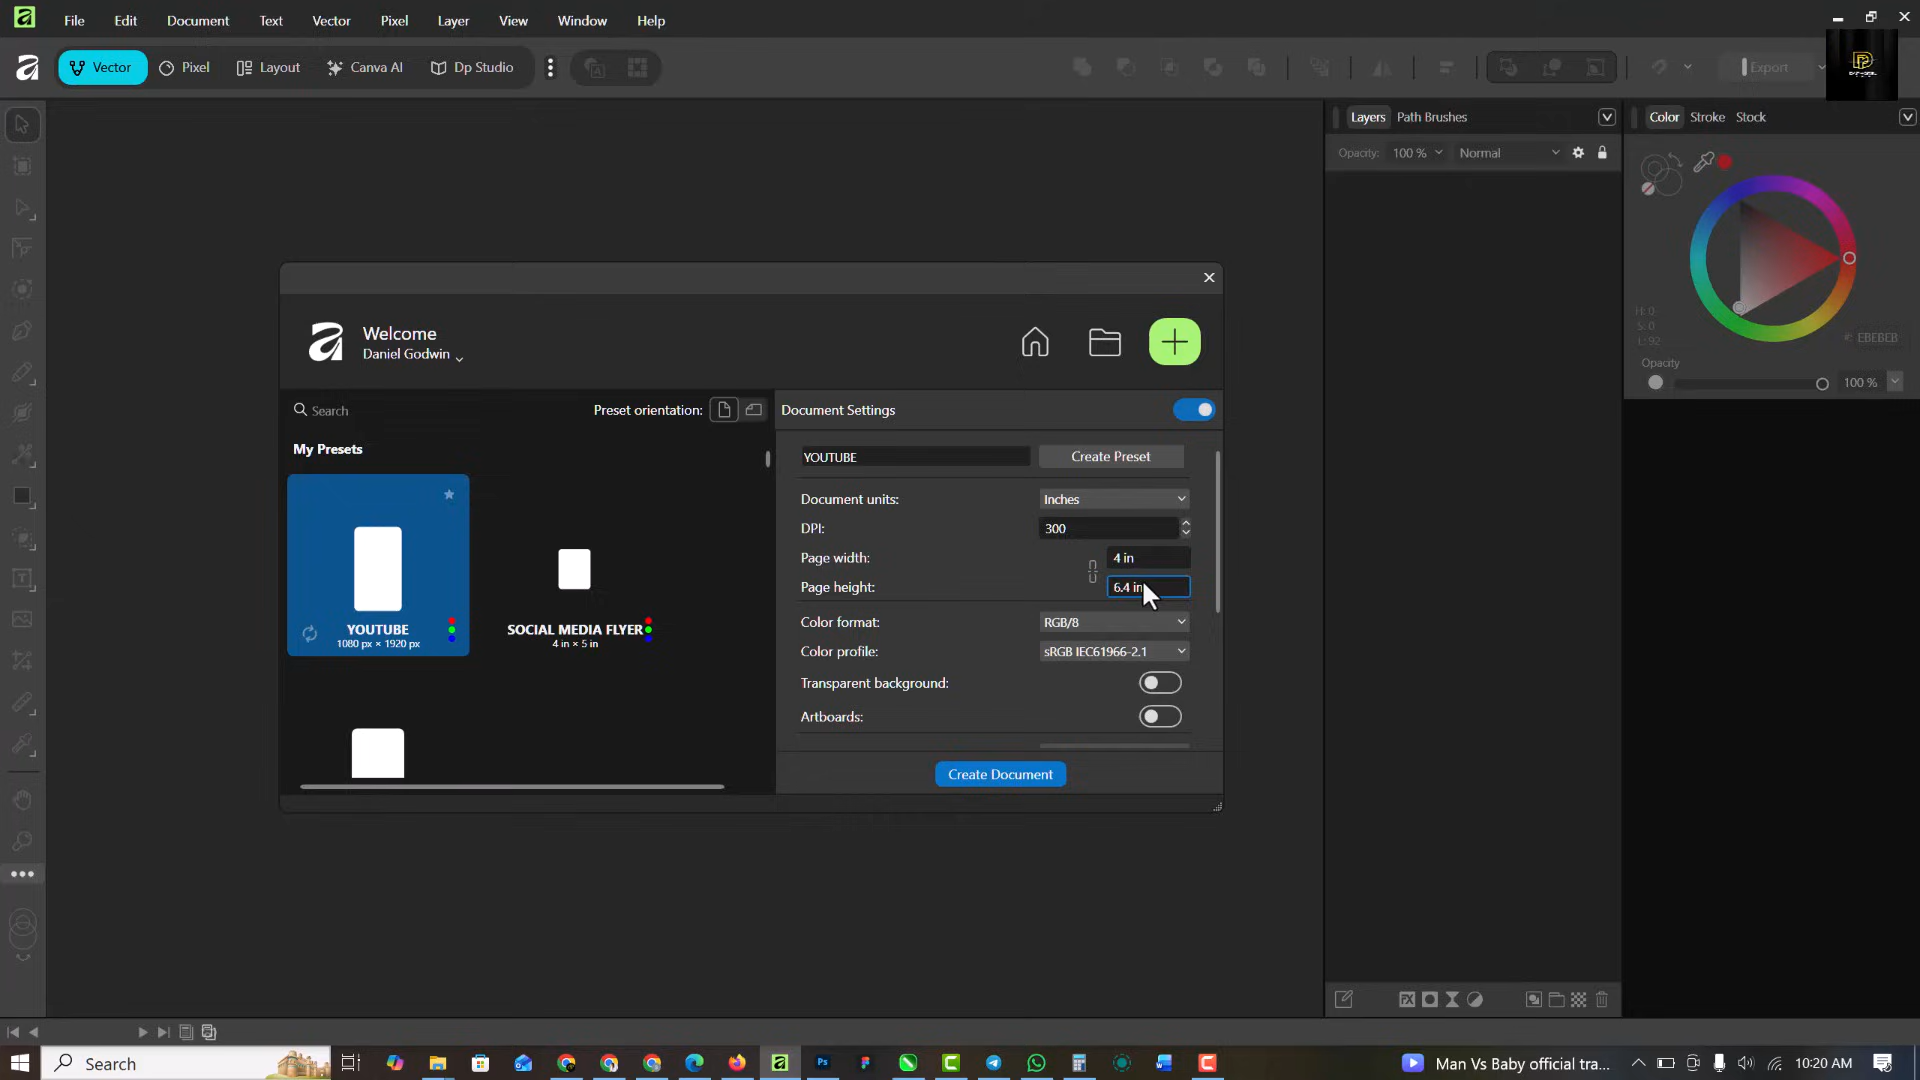 File Edit Document Text Vector Pixel Layer View Window Help
Vector Pixel Layout Canva AI Dp Studio Export
Layers Path Brushes Color Stroke Stock
Opacity: 100 % Normal
H: 0
S: 0
L: 92
EBEBEB
Opacity
100 %
Welcome
Daniel Godwin
Search Preset orientation: Document Settings
My Presets
YOUTUBE Create Preset
Document units: Inches
DPI: 300
Page width: 4 in
Page height: 6.4 in
Color format: RGB/8
Color profile: sRGB IEC61966-2.1
Transparent background:
Artboards:
Create Document
YOUTUBE
1080 px × 1920 px
SOCIAL MEDIA FLYER
4 in × 5 in
Search Man Vs Baby official tra... 10:20 AM